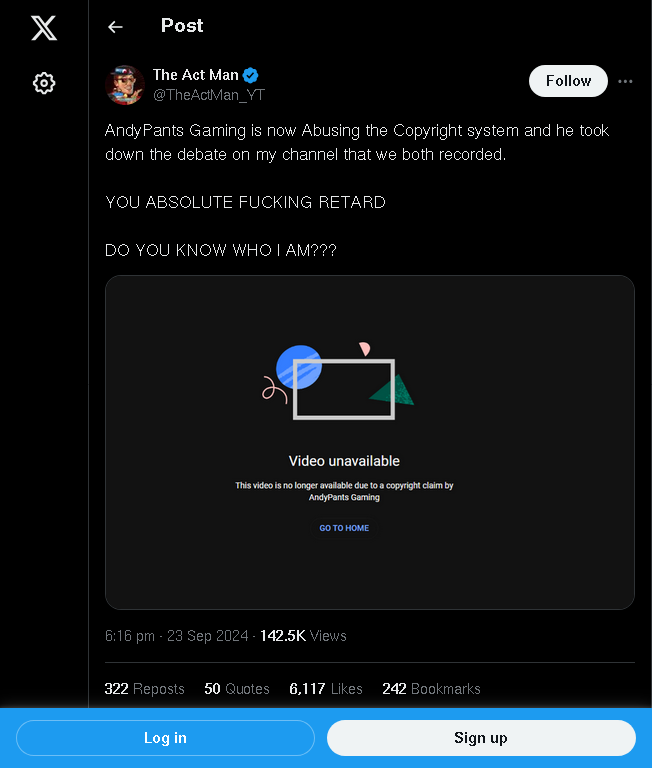 Post
The Act Man
@TheActMan_YT
Follow
AndyPants Gaming is now Abusing the Copyright system and he took
down the debate on my channel that we both recorded.
YOU ABSOLUTE FUCKING RETARD
DO YOU KNOW WHO I AM???
Video unavailable
This video is no longer available due to a copyright claim by
AndyPants Gaming
GO TO HOME
6:16 pm · 23 Sep 2024 · 142.5K Views
322 Reposts 50 Quotes 6,117 Likes 242 Bookmarks
Log in
Sign up